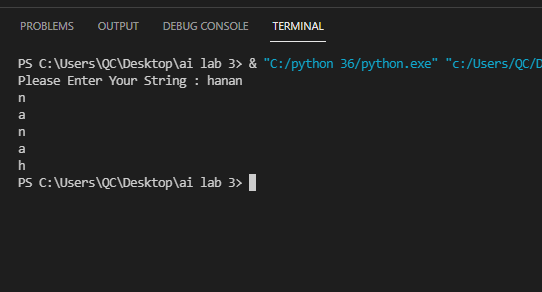 PROBLEMS OUTPUT DEBUG CONSOLE TERMINAL
PS C:\Users\QC\Desktop\ai lab 3> & "C:/python 36/python.exe" "c:/Users/QC/D
Please Enter Your String : hanan
n
a
n
a
h
PS C:\Users\QC\Desktop\ai lab 3>